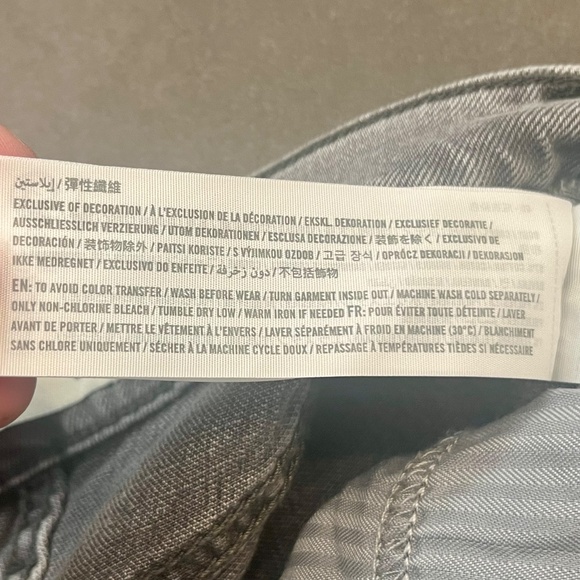 إيلاستين / 彈性纖維
EXCLUSIVE OF DECORATION / À L'EXCLUSION DE LA DÉCORATION / EKSKL. DEKORATION / EXCLUSIEF DECORATIE /
AUSSCHLIESSLICH VERZIERUNG / UTOM DEKORATIONEN / ESCLUSA DECORAZIONE / 装飾を除く / EXCLUSIVO DE
DECORACIÓN / 装饰物除外 / PAITSI KORISTE / S VÝJIMKOU OZDOB / 고급 장식 / OPRÓCZ DEKORACJI / DEKORASJON
IKKE MEDREGNET / EXCLUSIVO DO ENFEITE / دون زخرفة / 不包括飾物
EN: TO AVOID COLOR TRANSFER / WASH BEFORE WEAR / TURN GARMENT INSIDE OUT / MACHINE WASH COLD SEPARATELY /
ONLY NON-CHLORINE BLEACH / TUMBLE DRY LOW / WARM IRON IF NEEDED FR: POUR ÉVITER TOUTE DÉTEINTE / LAVER
AVANT DE PORTER / METTRE LE VÊTEMENT À L'ENVERS / LAVER SÉPARÉMENT À FROID EN MACHINE (30°C) / BLANCHIMENT
SANS CHLORE UNIQUEMENT / SÉCHER À LA MACHINE CYCLE DOUX / REPASSAGE À TEMPÉRATURES TIÈDES SI NÉCESSAIRE